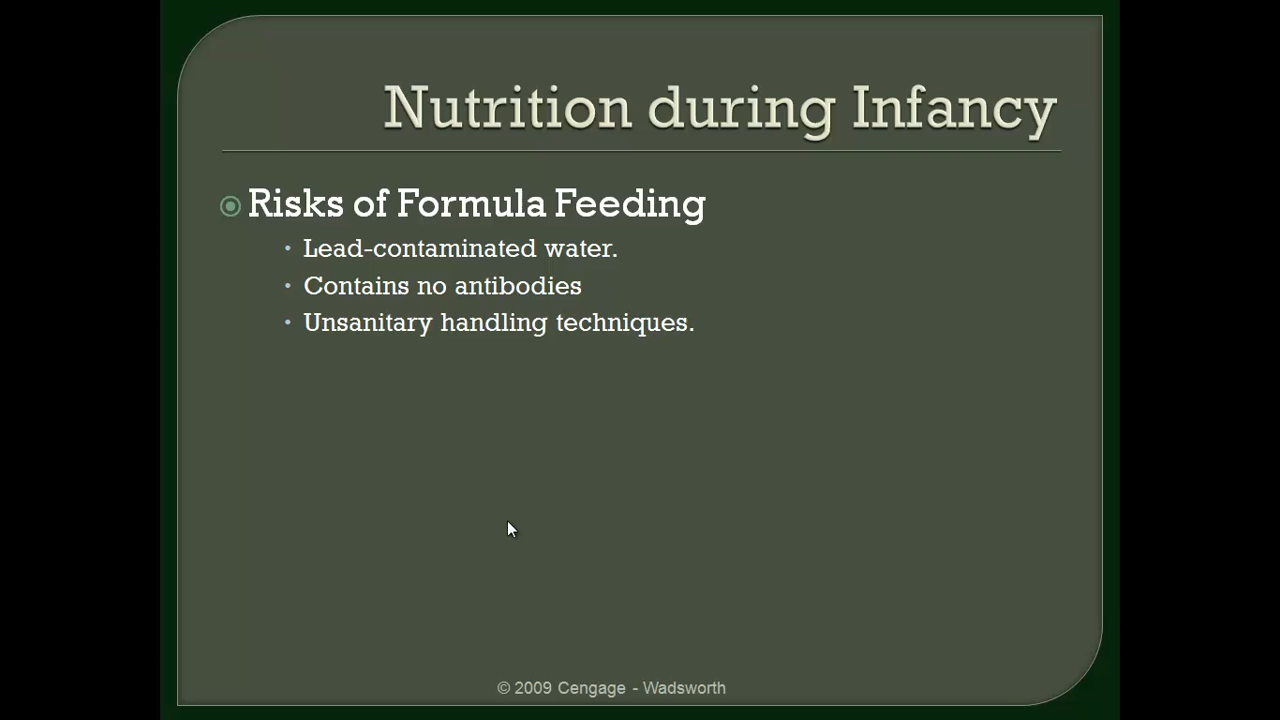 Nutrition during Infancy
Risks of Formula Feeding
Lead-contaminated water.
Contains no antibodies
Unsanitary handling techniques.
© 2009 Cengage - Wadsworth